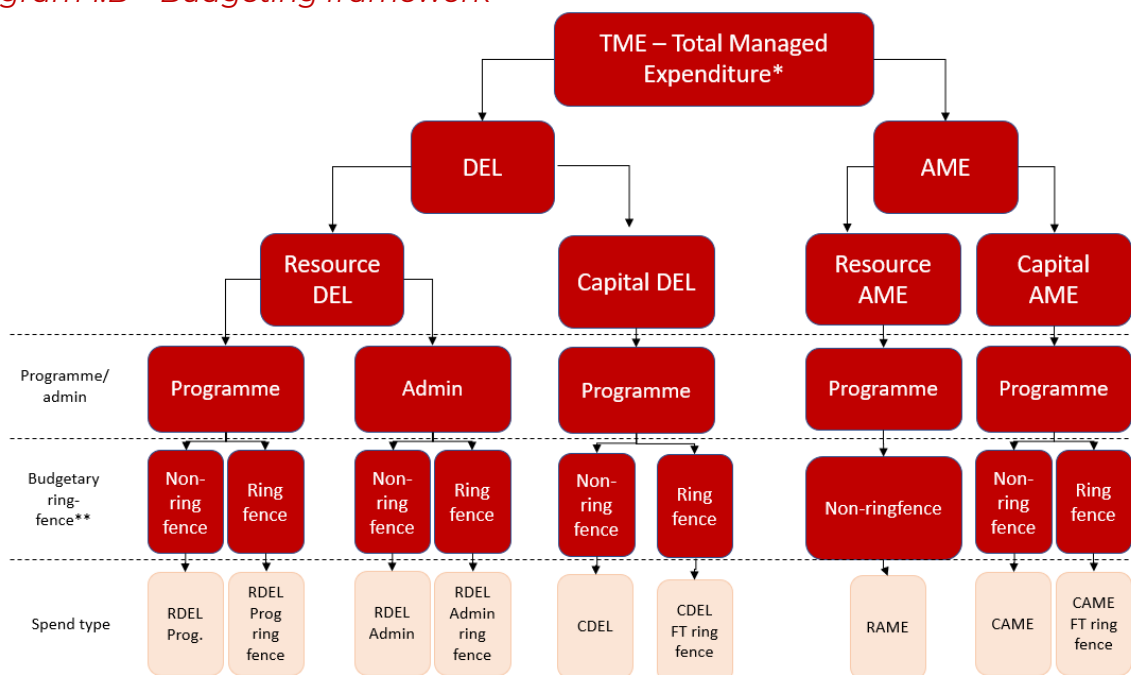 Budgeting framework
TME – Total Managed
Expenditure*
DEL
AME
Resource
DEL
Capital DEL
Resource
AME
Capital
AME
Programme/
admin
Programme
Admin
Programme
Programme
Programme
Budgetary
ring-
fence**
Non-
ring
fence
Ring
fence
Non-
ring
fence
Ring
fence
Non-
ring
fence
Ring
fence
Non-ringfence
Non-
ring
fence
Ring
fence
Spend type
RDEL
Prog.
RDEL
Prog
ring
fence
RDEL
Admin
RDEL
Admin
ring
fence
CDEL
CDEL
FT ring
fence
RAME
CAME
CAME
FT ring
fence